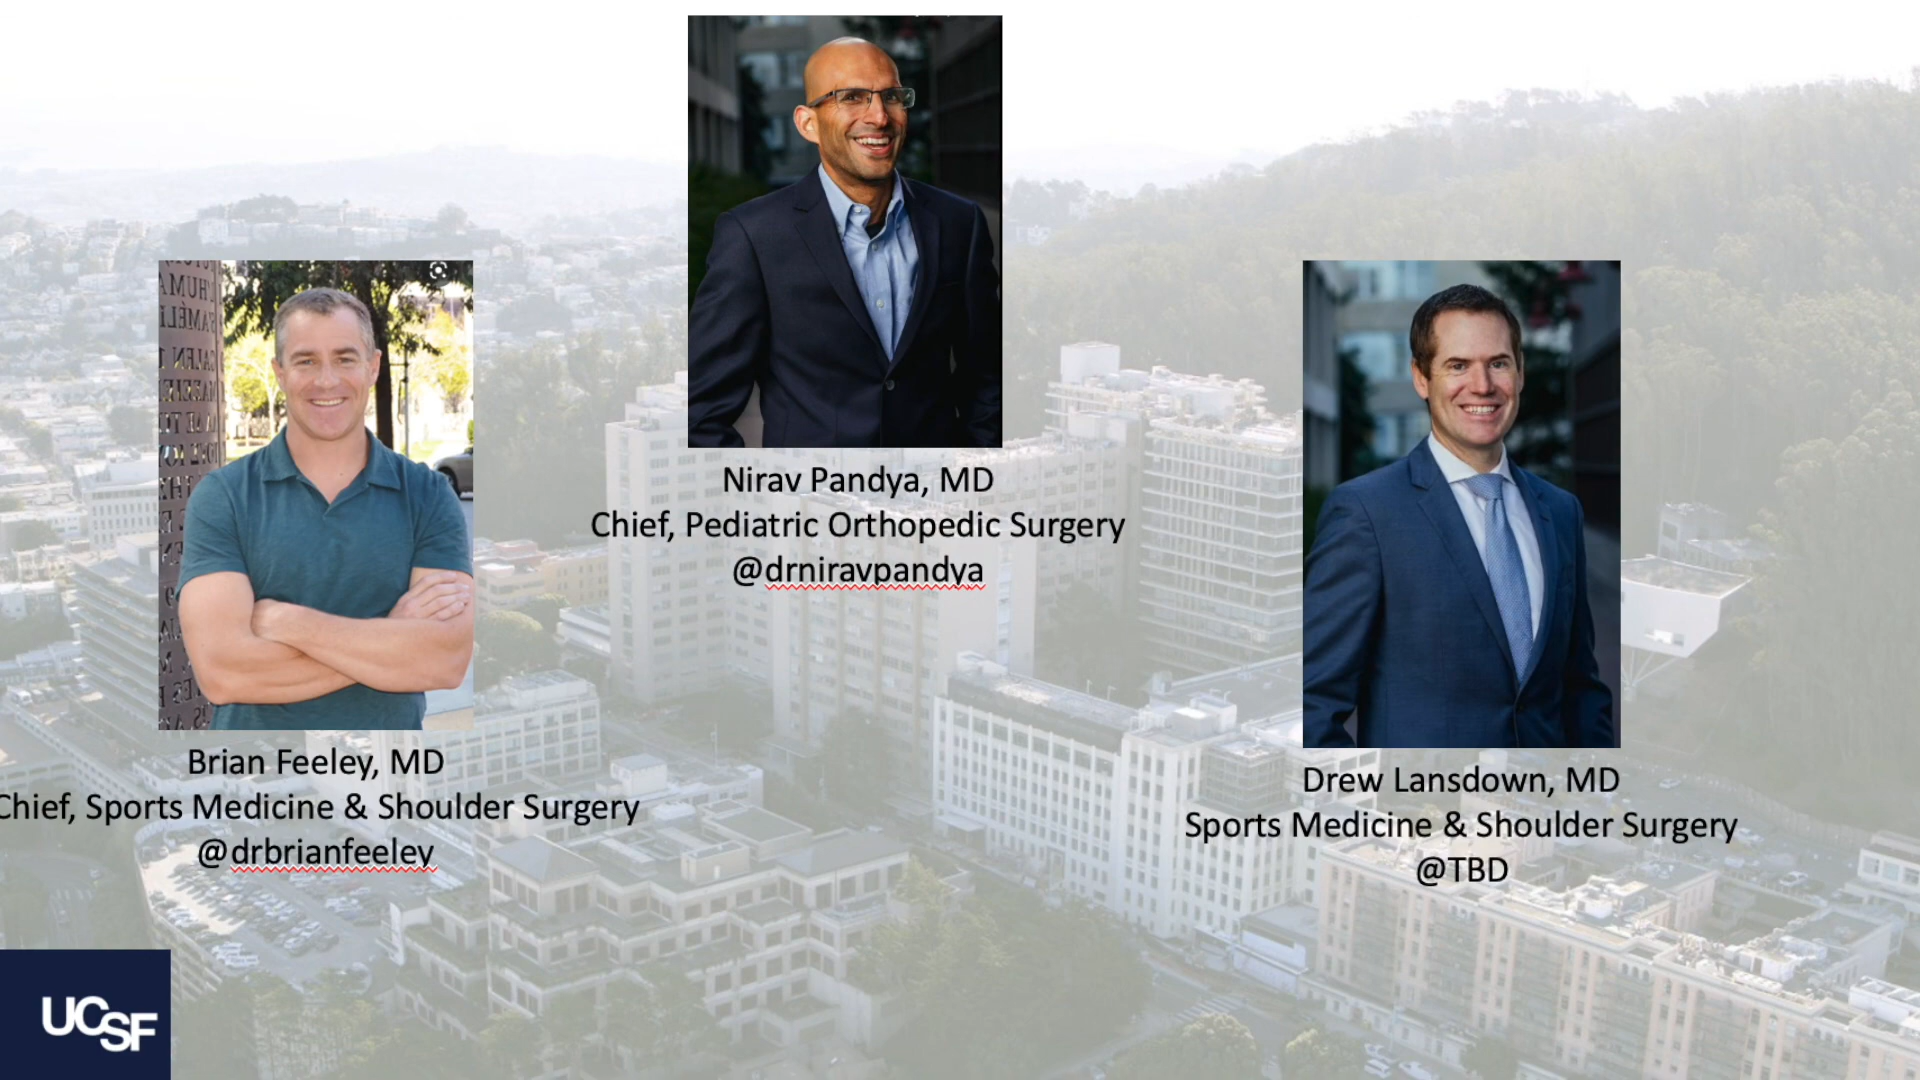 Nirav Pandya, MD
Chief, Pediatric Orthopedic Surgery
@drniravpandya
Brian Feeley, MD
Chief, Sports Medicine & Shoulder Surgery
@drbrianfeeley
Drew Lansdown, MD
Sports Medicine & Shoulder Surgery
@TBD
UCSF